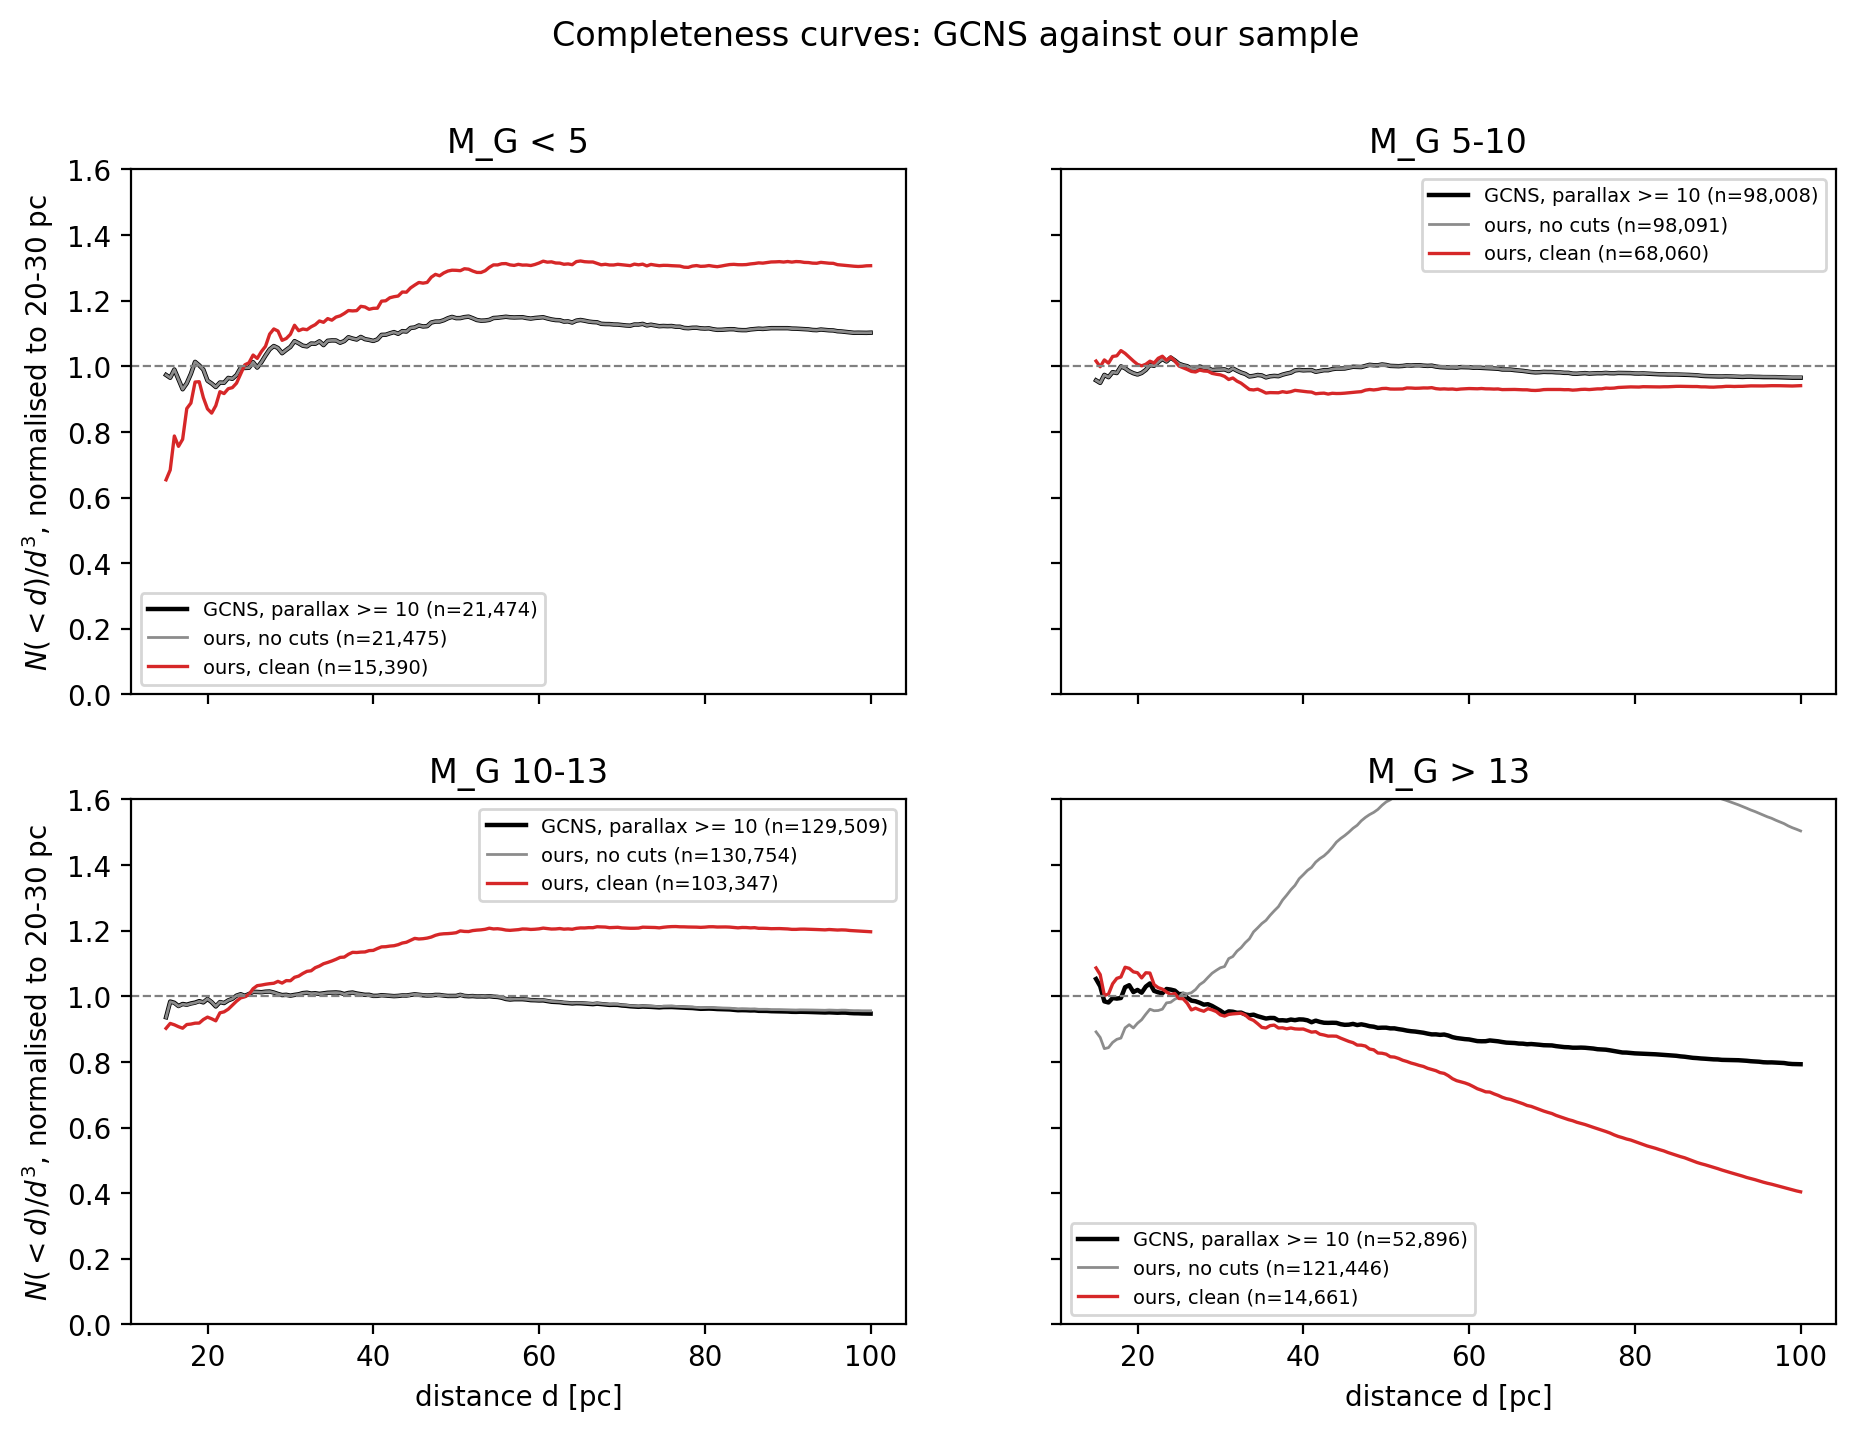 Completeness curves: GCNS against our sample
M_G < 5
M_G 5-10
N(<d)/d³, normalised to 20-30 pc
1.6
1.4
1.2
1.0
0.8
0.6
0.4
0.2
0.0
GCNS, parallax >= 10 (n=21,474)
ours, no cuts (n=21,475)
ours, clean (n=15,390)
GCNS, parallax >= 10 (n=98,008)
ours, no cuts (n=98,091)
ours, clean (n=68,060)
M_G 10-13
M_G > 13
N(<d)/d³, normalised to 20-30 pc
1.6
1.4
1.2
1.0
0.8
0.6
0.4
0.2
0.0
GCNS, parallax >= 10 (n=129,509)
ours, no cuts (n=130,754)
ours, clean (n=103,347)
GCNS, parallax >= 10 (n=52,896)
ours, no cuts (n=121,446)
ours, clean (n=14,661)
20 40 60 80 100
20 40 60 80 100
distance d [pc]
distance d [pc]